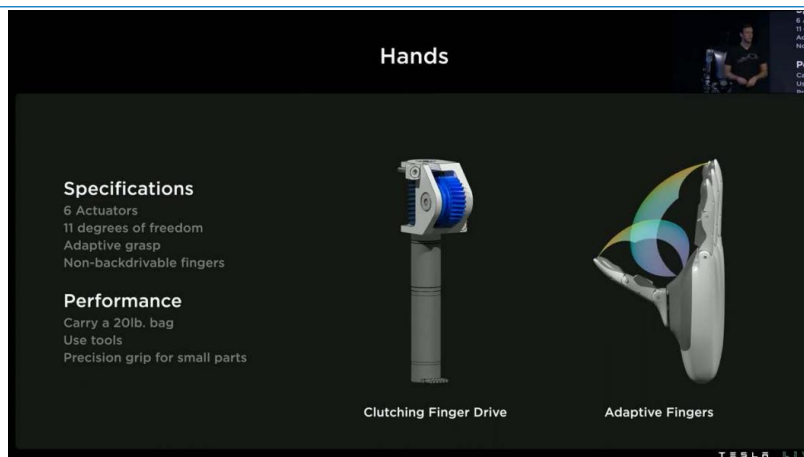 Hands
Specifications
6 Actuators
11 degrees of freedom
Adaptive grasp
Non-backdrivable fingers
Performance
Carry a 20lb. bag
Use tools
Precision grip for small parts
Clutching Finger Drive
Adaptive Fingers
TESLA